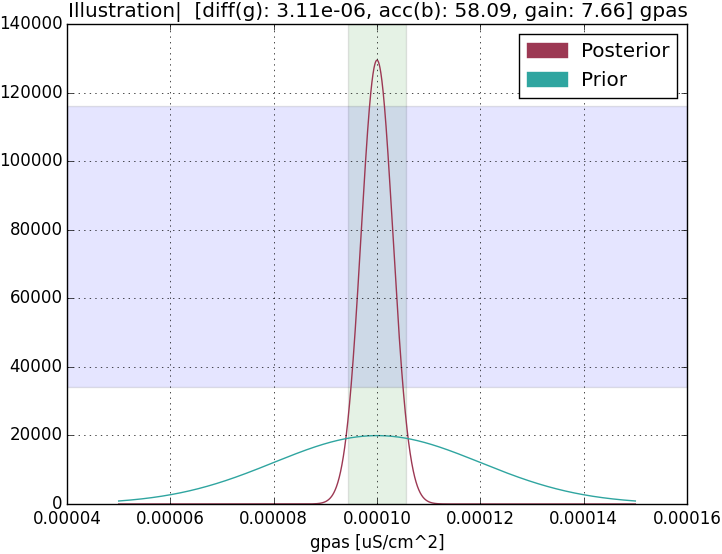 Illustration|  [diff(g): 3.11e-06, acc(b): 58.09, gain: 7.66] gpas
140000
120000
100000
80000
60000
40000
20000
0
Posterior
Prior
0.00004 0.00006 0.00008 0.00010 0.00012 0.00014 0.00016
gpas [uS/cm^2]